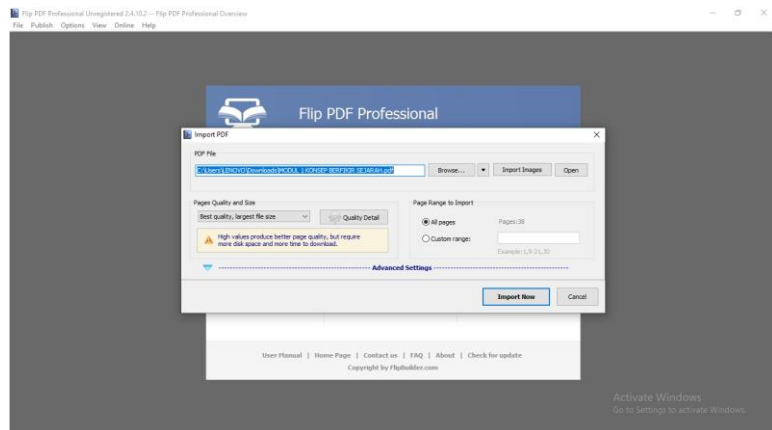 Flip PDF Professional Unregistered 2.4.10.2 -- Flip PDF Professional Overview
File Publish Options View Online Help
Flip PDF Professional
Import PDF
PDF File
C:\Users\LENOVO\Downloads\MODUL 1 KONSEP BERFIKIR SEJARAH.pdf
Browse... Import Images Open
Pages Quality and Size
Best quality, largest file size
Quality Detail
High values produce better page quality, but require
more disk space and more time to download.
Page Range to Import
All pages Pages:38
Custom range:
Example:1,9-21,30
Advanced Settings
Import Now Cancel
User Manual | Home Page | Contact us | FAQ | About | Check for update
Copyright by FlipBuilder.com
Activate Windows
Go to Settings to activate Windows.